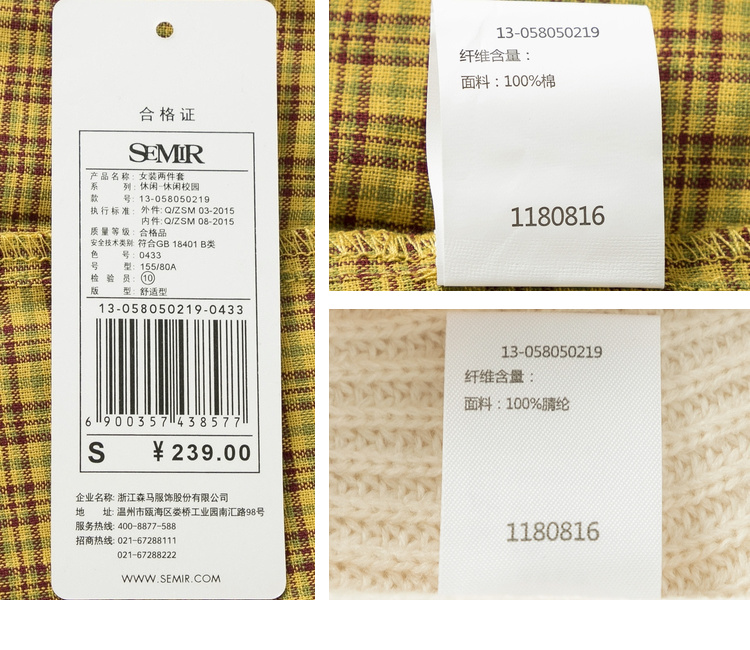 合格证
SEMIR
产品名称: 女装两件套
系 列: 休闲-休闲校园
款 号: 13-058050219
执行标准: 外件: Q/ZSM 03-2015
内件: Q/ZSM 08-2015
质量等级: 合格品
安全技术类别: 符合GB 18401 B类
色 号: 0433
号 型: 155/80A
检 验 员: 10
版 型: 舒适型
13-058050219-0433
6 900357 438577
S ¥239.00
企业名称: 浙江森马服饰股份有限公司
地 址: 温州市瓯海区娄桥工业园南汇路98号
服务热线: 400-8877-588
招商热线: 021-67288111
021-67288222
WWW.SEMIR.COM
13-058050219
纤维含量：
面料：100%棉
1180816
13-058050219
纤维含量：
面料：100%腈纶
1180816